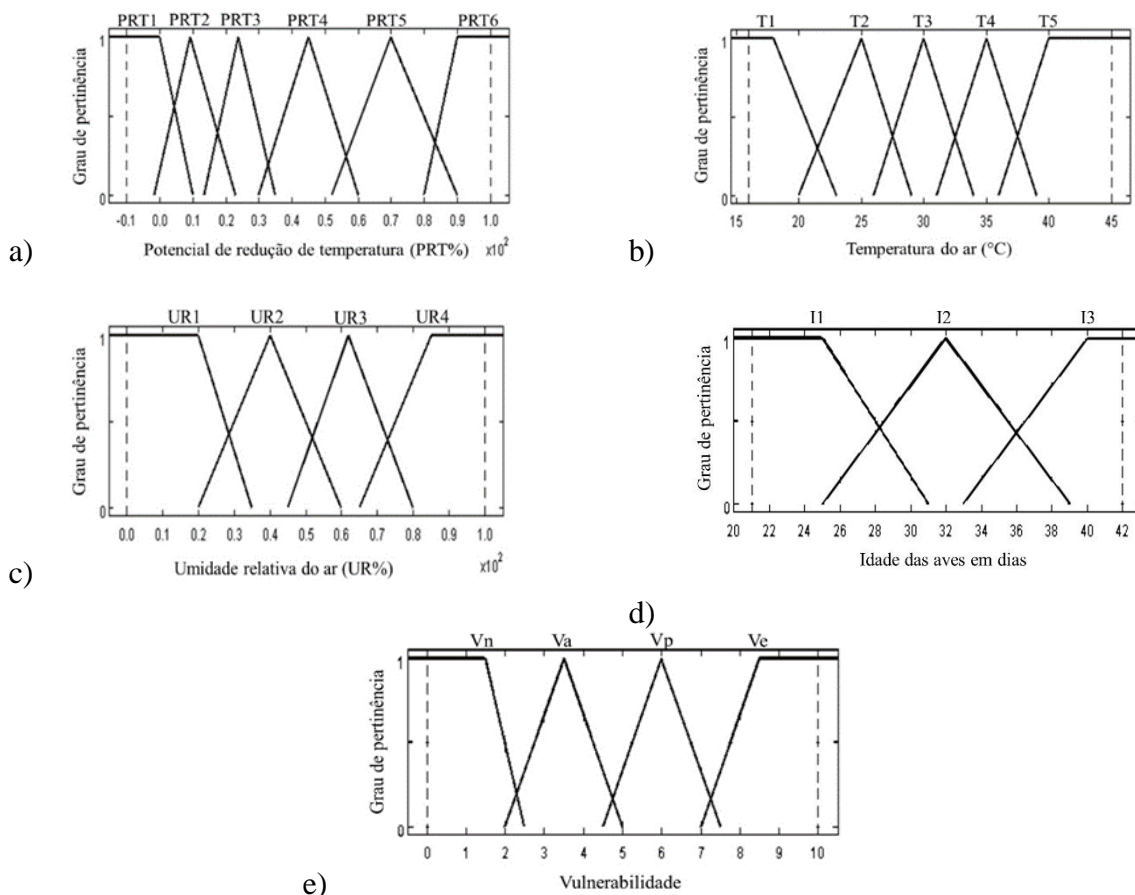 PRT1 PRT2 PRT3 PRT4 PRT5 PRT6
1
Grau de pertinência
0
-0.1 0.0 0.1 0.2 0.3 0.4 0.5 0.6 0.7 0.8 0.9 1.0
Potencial de redução de temperatura (PRT%) x10²
a)
T1 T2 T3 T4 T5
1
Grau de pertinência
0
15 20 25 30 35 40 45
Temperatura do ar (°C)
b)
UR1 UR2 UR3 UR4
1
Grau de pertinência
0
0.0 0.1 0.2 0.3 0.4 0.5 0.6 0.7 0.8 0.9 1.0
Umidade relativa do ar (UR%) x10²
c)
I1 I2 I3
1
Grau de pertinência
0
20 22 24 26 28 30 32 34 36 38 40 42
Idade das aves em dias
d)
Vn Va Vp Ve
1
Grau de pertinência
0
0 1 2 3 4 5 6 7 8 9 10
Vulnerabilidade
e)